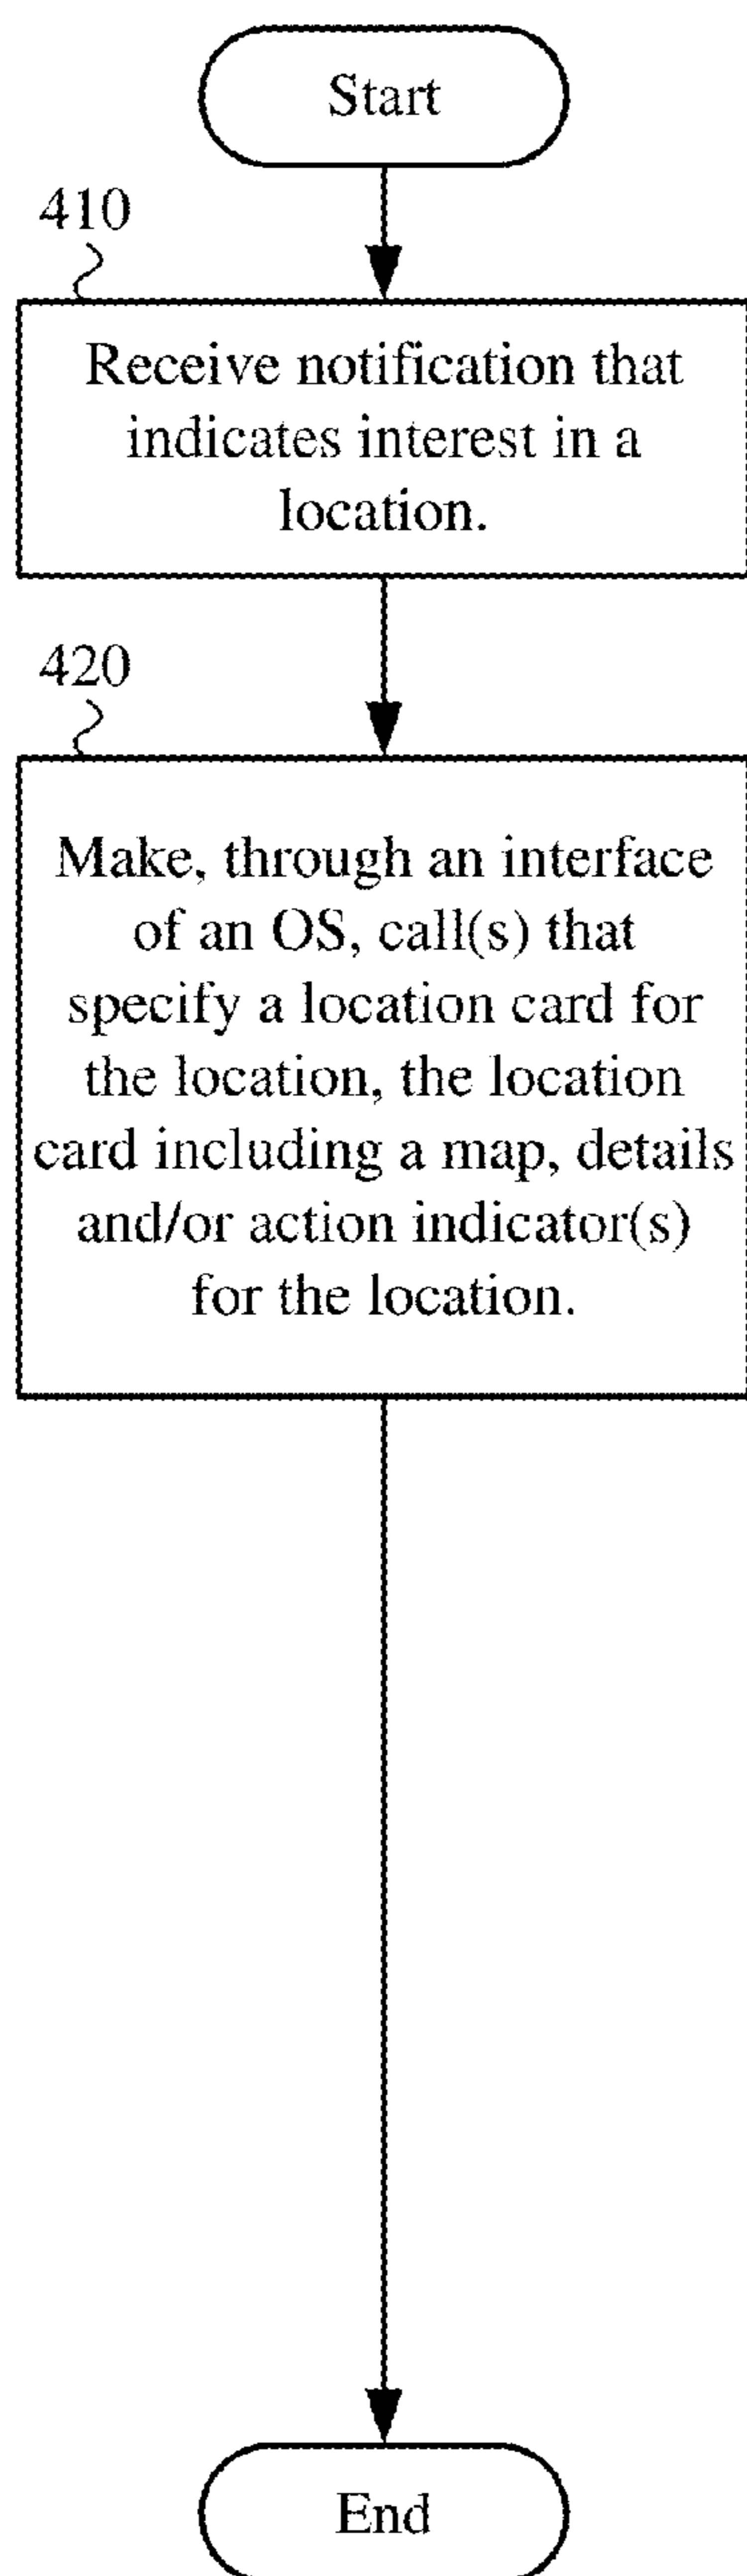 Start
410
Receive notification that
indicates interest in a
location.
420
Make, through an interface
of an OS, call(s) that
specify a location card for
the location, the location
card including a map, details
and/or action indicator(s)
for the location.
End